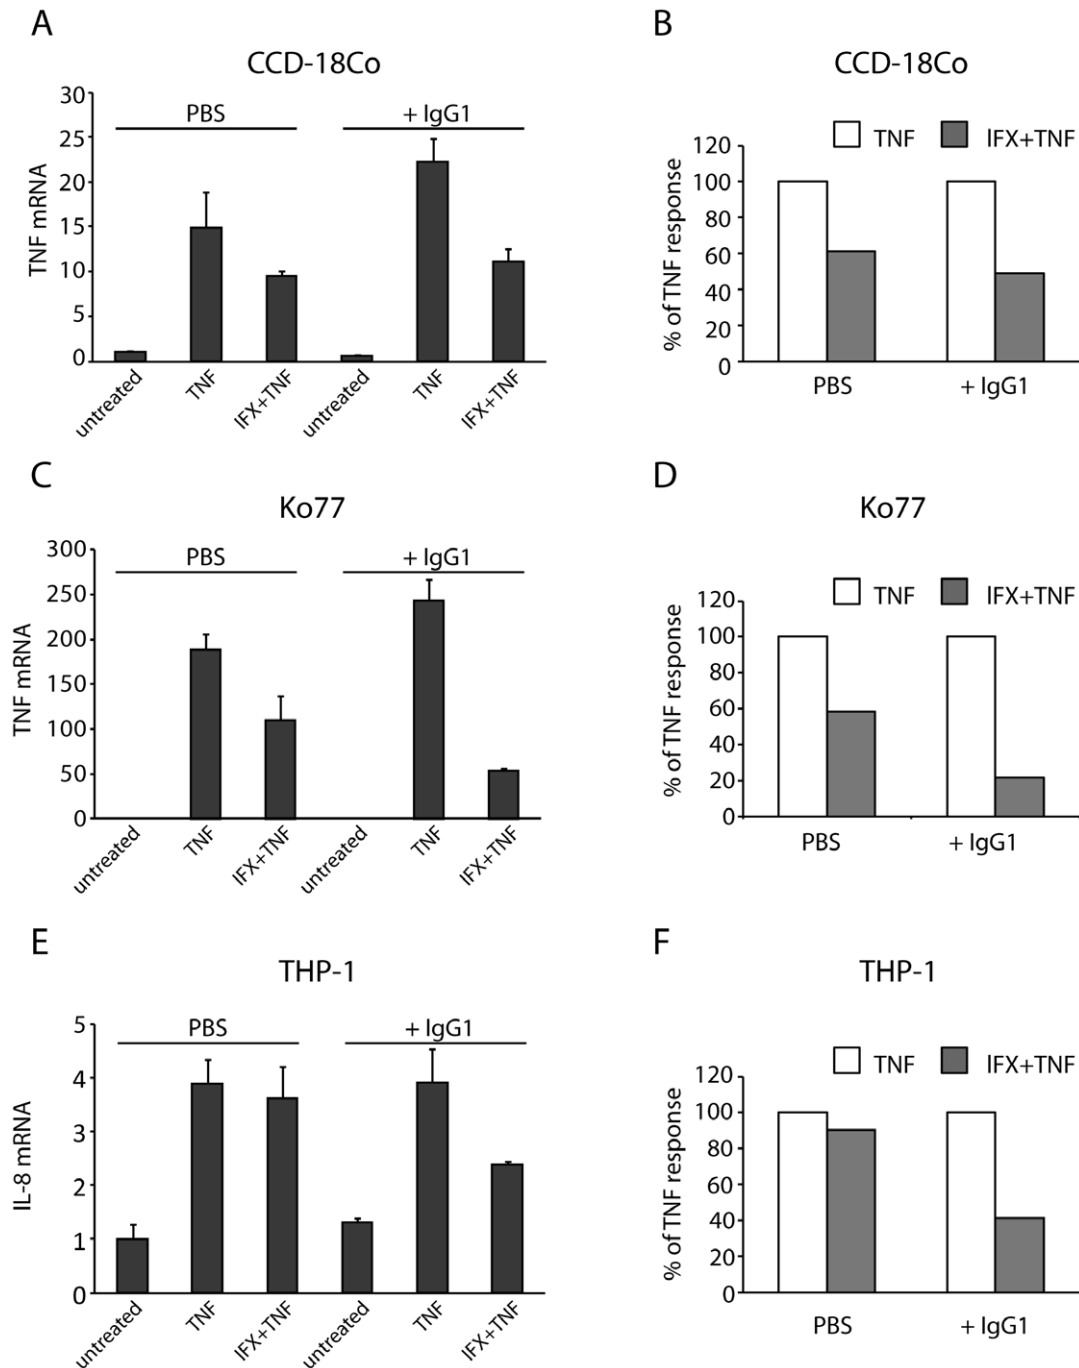 A
CCD-18Co
PBS
+ IgG1
TNF mRNA
30
25
20
15
10
5
0
untreated
TNF
IFX+TNF
untreated
TNF
IFX+TNF
B
CCD-18Co
TNF
IFX+TNF
% of TNF response
120
100
80
60
40
20
0
PBS
+ IgG1
C
Ko77
PBS
+ IgG1
TNF mRNA
300
250
200
150
100
50
0
untreated
TNF
IFX+TNF
untreated
TNF
IFX+TNF
D
Ko77
TNF
IFX+TNF
% of TNF response
120
100
80
60
40
20
0
PBS
+ IgG1
E
THP-1
PBS
+ IgG1
IL-8 mRNA
5
4
3
2
1
0
untreated
TNF
IFX+TNF
untreated
TNF
IFX+TNF
F
THP-1
TNF
IFX+TNF
% of TNF response
120
100
80
60
40
20
0
PBS
+ IgG1